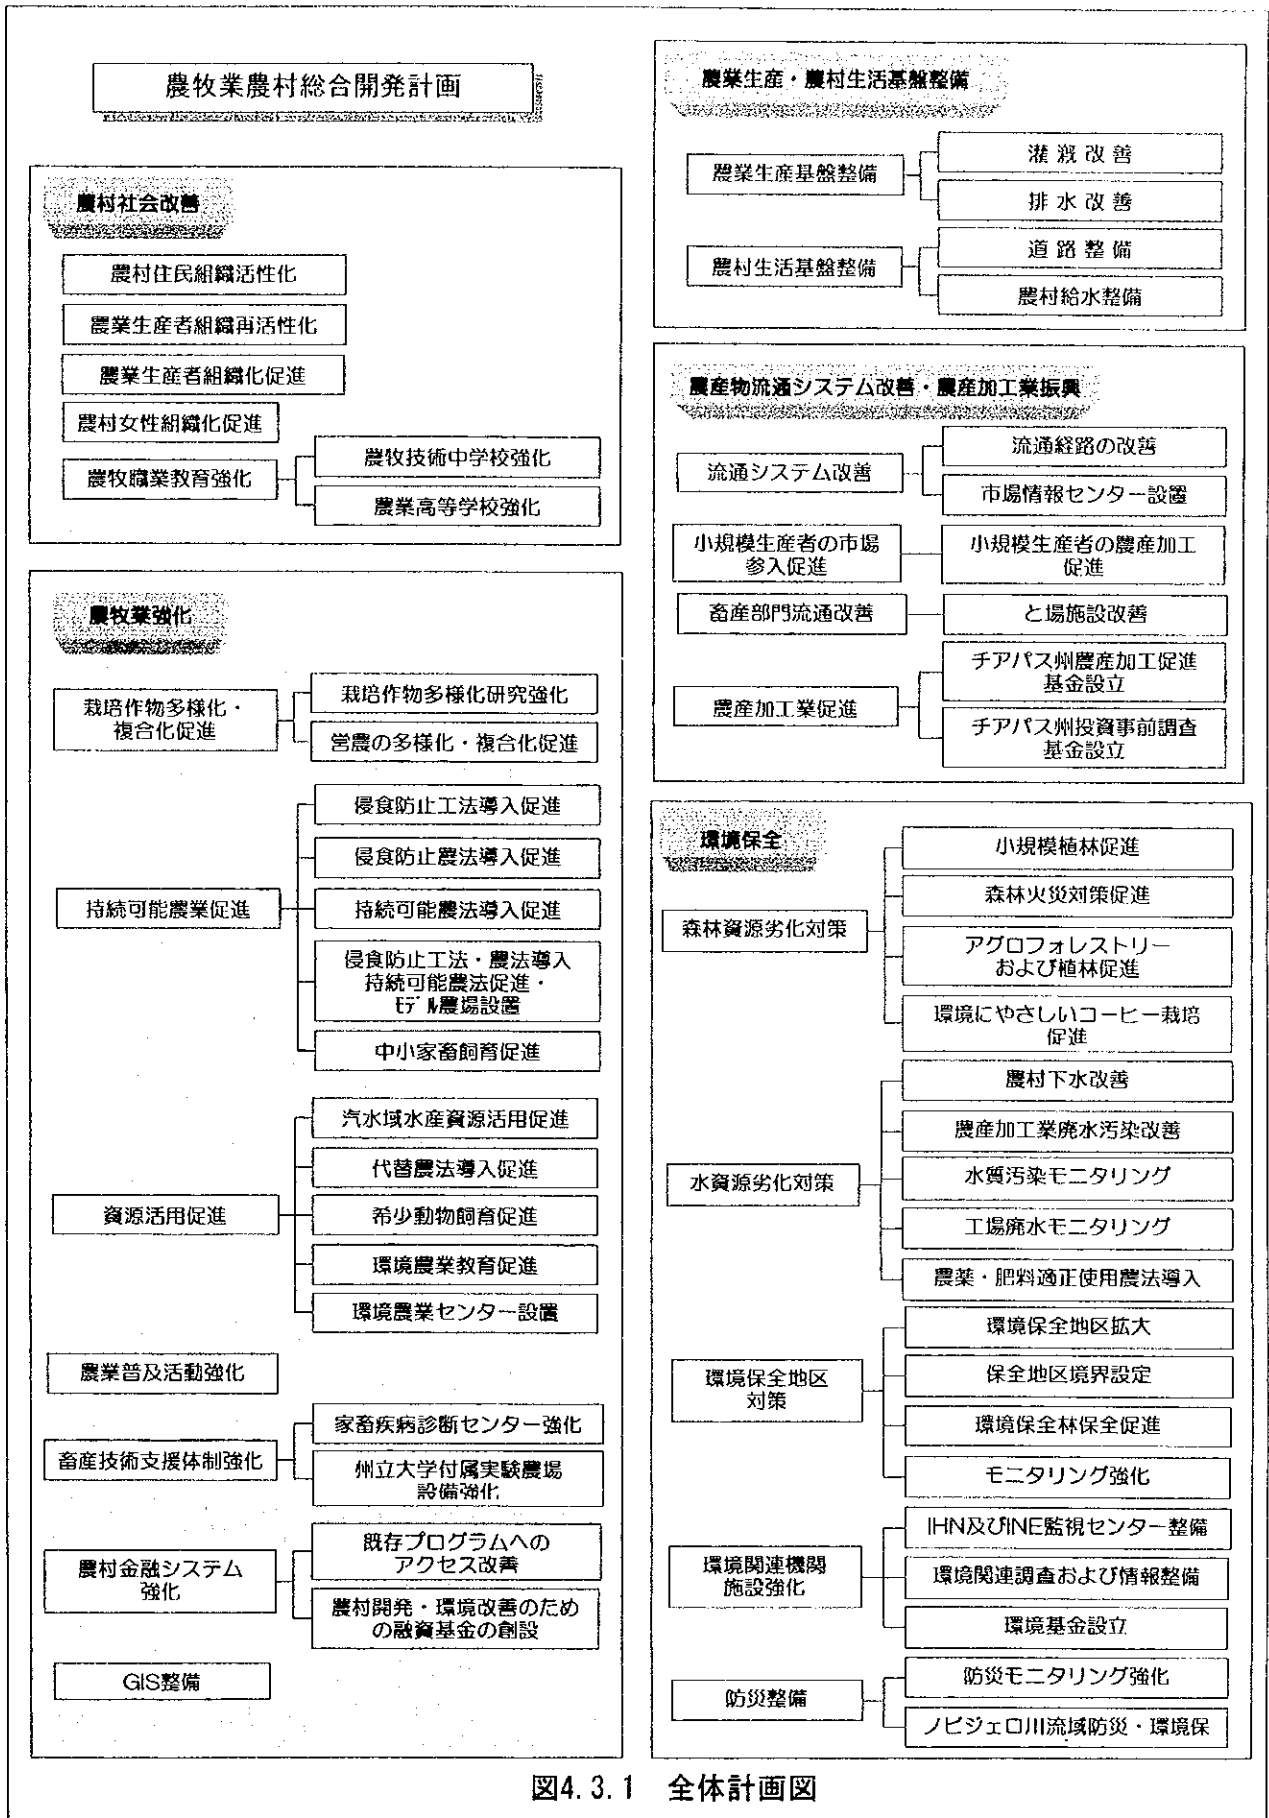 農牧業農村総合開発計画
農村社会改善
農村住民組織活性化
農業生産者組織再活性化
農業生産者組織化促進
農村女性組織化促進
農牧職業教育強化
農牧技術中学校強化
農業高等学校強化
農牧業強化
栽培作物多様化・
複合化促進
栽培作物多様化研究強化
営農の多様化・複合化促進
持続可能農業促進
侵食防止工法導入促進
侵食防止農法導入促進
持続可能農法導入促進
侵食防止工法・農法導入
持続可能農法促進・
モデル農場設置
中小家畜飼育促進
資源活用促進
汽水域水産資源活用促進
代替農法導入促進
希少動物飼育促進
環境農業教育促進
環境農業センター設置
農業普及活動強化
畜産技術支援体制強化
家畜疾病診断センター強化
州立大学付属実験農場
設備強化
農村金融システム
強化
既存プログラムへの
アクセス改善
農村開発・環境改善のため
の融資基金の創設
GIS整備
農業生産・農村生活基盤整備
農業生産基盤整備
灌漑改善
排水改善
農村生活基盤整備
道路整備
農村給水整備
農産物流通システム改善・農産加工業振興
流通システム改善
流通経路の改善
市場情報センター設置
小規模生産者の市場
参入促進
小規模生産者の農産加工
促進
畜産部門流通改善
と場施設改善
農産加工業促進
チアパス州農産加工促進
基金設立
チアパス州投資事前調査
基金設立
環境保全
森林資源劣化対策
小規模植林促進
森林火災対策促進
アグロフォレストリー
および植林促進
環境にやさしいコーヒー栽培
促進
水資源劣化対策
農村下水改善
農産加工業廃水汚染改善
水質汚染モニタリング
工場廃水モニタリング
農薬・肥料適正使用農法導入
環境保全地区
対策
環境保全地区拡大
保全地区境界設定
環境保全林保全促進
モニタリング強化
環境関連機関
施設強化
IHN及びINE監視センター整備
環境関連調査および情報整備
環境基金設立
防災整備
防災モニタリング強化
ノビジェロ川流域防災・環境保
図4.3.1 全体計画図